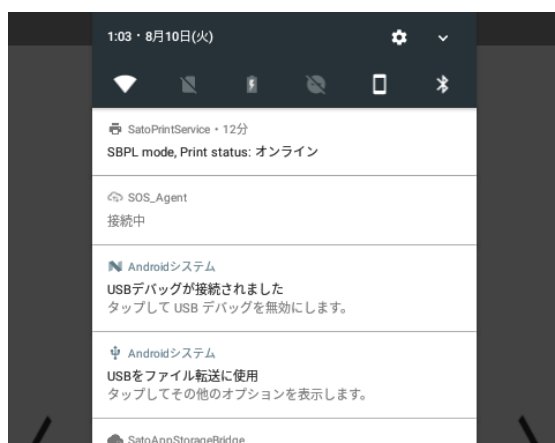 1:03・8月10日(火)
SatoPrintService・12分
SBPL mode, Print status: オンライン
SOS_Agent
接続中
Androidシステム
USBデバッグが接続されました
タップして USB デバッグを無効にします。
Androidシステム
USBをファイル転送に使用
タップしてその他のオプションを表示します。
SatoAppStorageBridge